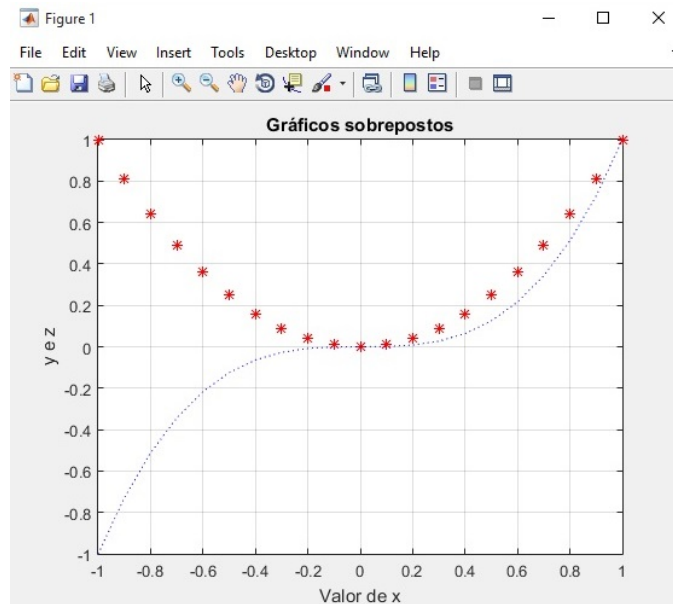 Figure 1
File Edit View Insert Tools Desktop Window Help
Gráficos sobrepostos
1
0.8
0.6
0.4
0.2
0
-0.2
-0.4
-0.6
-0.8
-1
y e z
-1 -0.8 -0.6 -0.4 -0.2 0 0.2 0.4 0.6 0.8 1
Valor de x